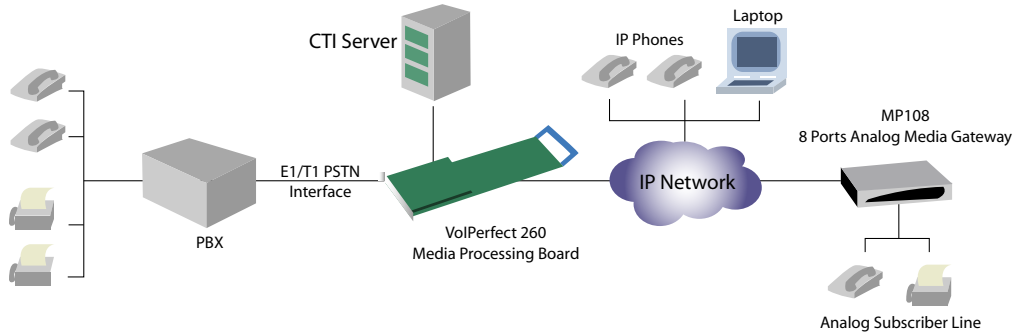 CTI Server
IP Phones
Laptop
MP108
8 Ports Analog Media Gateway
E1/T1 PSTN
Interface
IP Network
PBX
VoIPerfect 260
Media Processing Board
Analog Subscriber Line